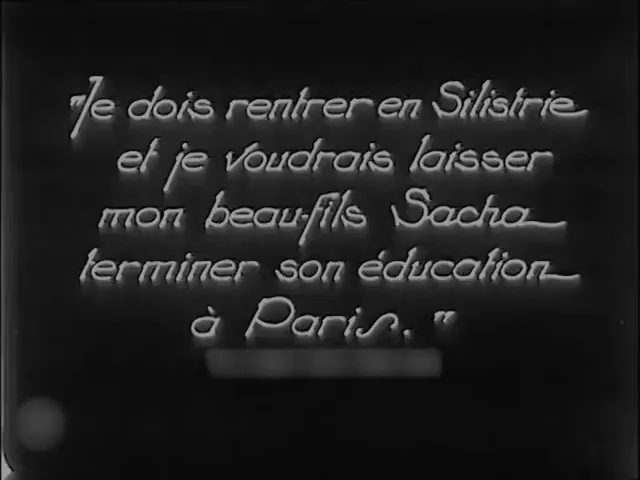 "Je dois rentrer en Silistrie
et je voudrais laisser
mon beau-fils Sacha
terminer son éducation
à Paris."